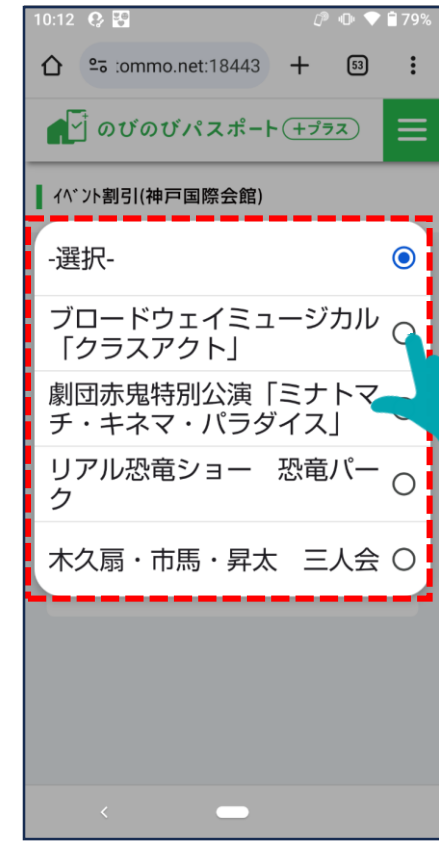 10:12 79%
:ommo.net:18443 53
のびのびパスポート +プラス
ｲﾍﾞﾝﾄ割引(神戸国際会館)
-選択-
ブロードウェイミュージカル
「クラスアクト」
劇団赤鬼特別公演「ミナトマ
チ・キネマ・パラダイス」
リアル恐竜ショー　恐竜パー
ク
木久扇・市馬・昇太　三人会